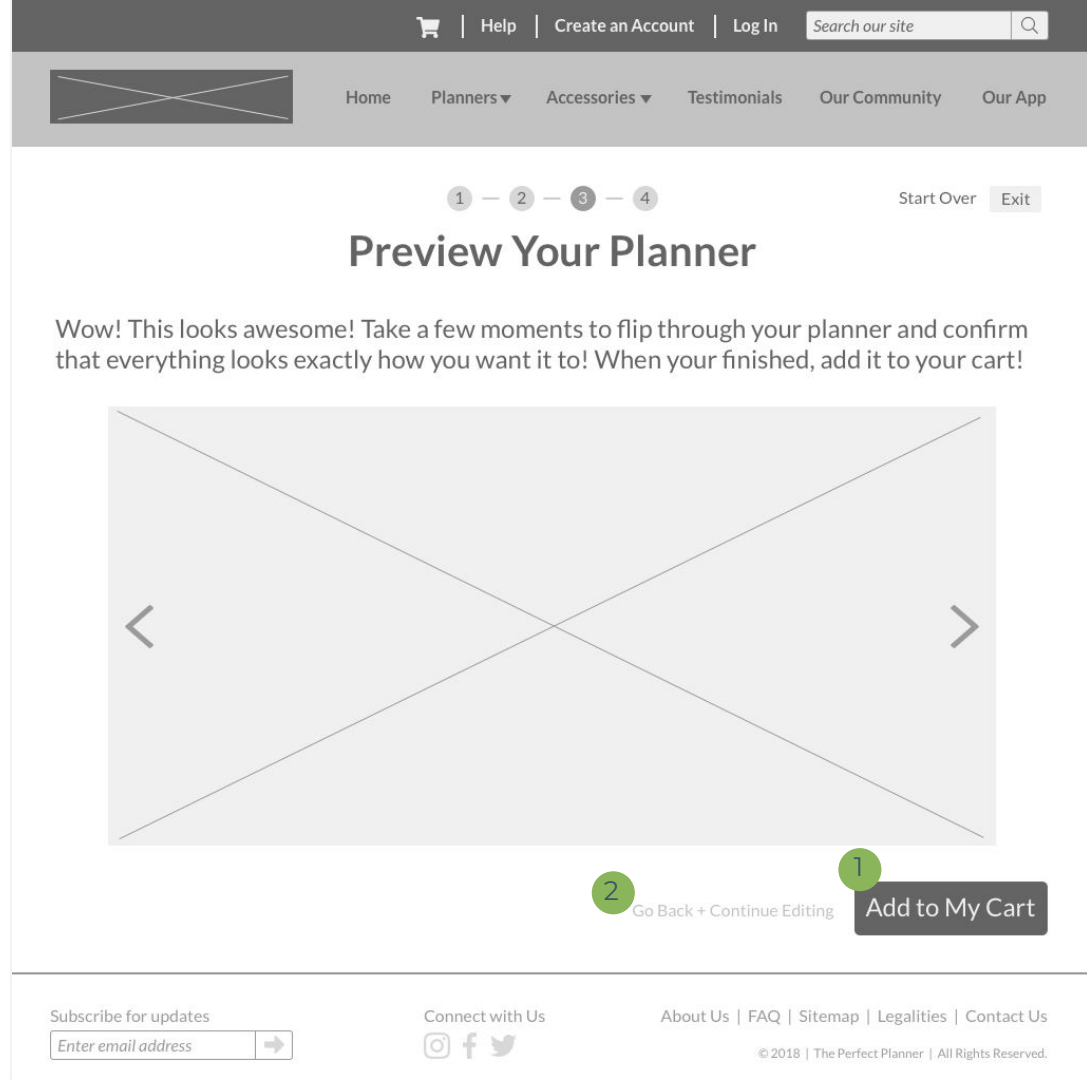 Help | Create an Account | Log In Search our site
Home Planners Accessories Testimonials Our Community Our App
1 — 2 — 3 — 4 Start Over Exit
Preview Your Planner
Wow! This looks awesome! Take a few moments to flip through your planner and confirm
that everything looks exactly how you want it to! When your finished, add it to your cart!
1
2
Go Back + Continue Editing Add to My Cart
Subscribe for updates Connect with Us About Us | FAQ | Sitemap | Legalities | Contact Us
Enter email address
© 2018 | The Perfect Planner | All Rights Reserved.